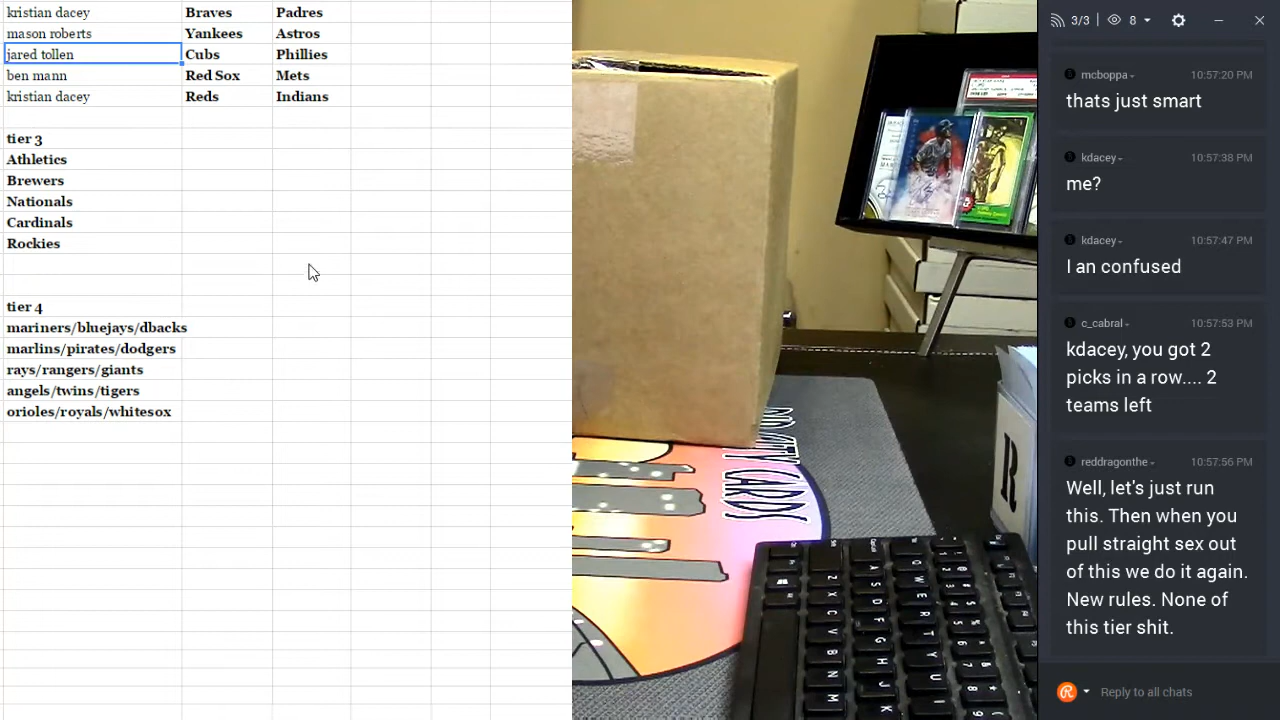 kristian dacey Braves Padres
mason roberts Yankees Astros
jared tollen Cubs Phillies
ben mann Red Sox Mets
kristian dacey Reds Indians
tier 3
Athletics
Brewers
Nationals
Cardinals
Rockies
tier 4
mariners/bluejays/dbacks
marlins/pirates/dodgers
rays/rangers/giants
angels/twins/tigers
orioles/royals/whitesox
CARDS
R
3/3 8
mcboppa 10:57:20 PM
thats just smart
kdacey 10:57:38 PM
me?
kdacey 10:57:47 PM
I an confused
c_cabral 10:57:53 PM
kdacey, you got 2
picks in a row.... 2
teams left
reddragonthe 10:57:56 PM
Well, let's just run
this. Then when you
pull straight sex out
of this we do it again.
New rules. None of
this tier shit.
Reply to all chats